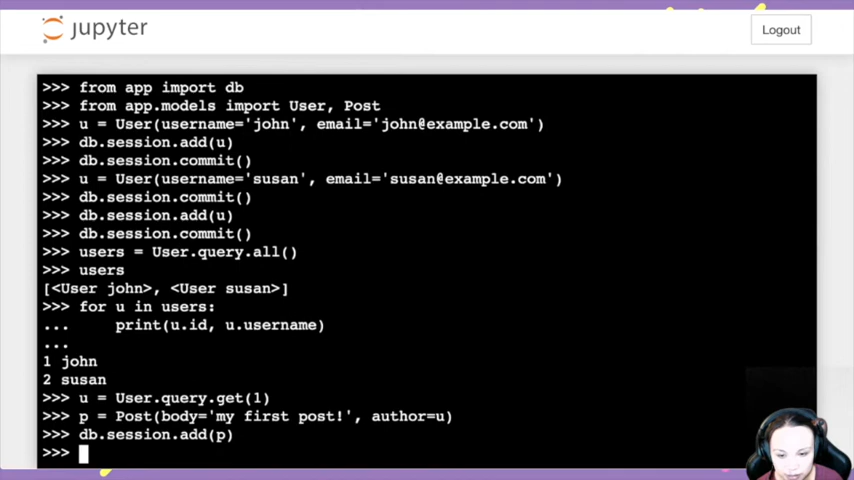 jupyter
Logout
>>> from app import db
>>> from app.models import User, Post
>>> u = User(username='john', email='john@example.com')
>>> db.session.add(u)
>>> db.session.commit()
>>> u = User(username='susan', email='susan@example.com')
>>> db.session.commit()
>>> db.session.add(u)
>>> db.session.commit()
>>> users = User.query.all()
>>> users
[<User john>, <User susan>]
>>> for u in users:
...     print(u.id, u.username)
...
1 john
2 susan
>>> u = User.query.get(1)
>>> p = Post(body='my first post!', author=u)
>>> db.session.add(p)
>>>